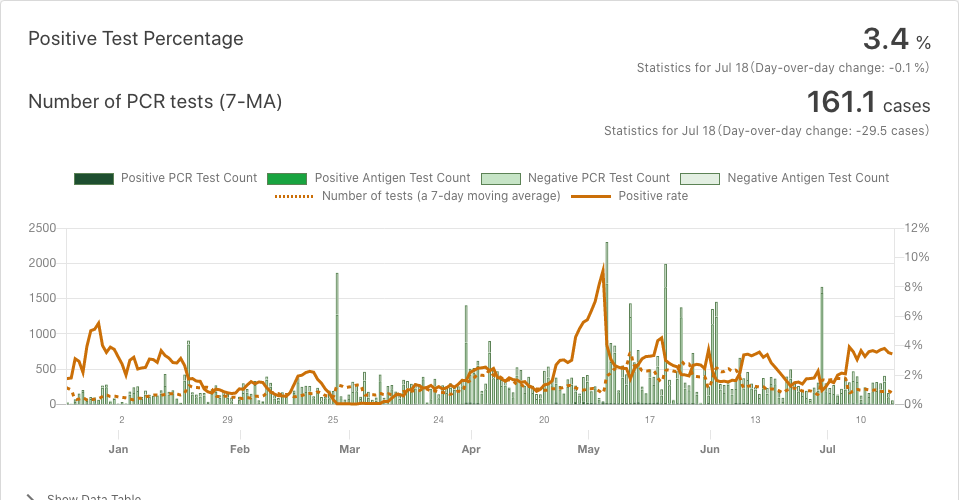 Positive Test Percentage
3.4 %
Statistics for Jul 18(Day-over-day change: -0.1 %)
Number of PCR tests (7-MA)
161.1 cases
Statistics for Jul 18(Day-over-day change: -29.5 cases)
Positive PCR Test Count Positive Antigen Test Count Negative PCR Test Count Negative Antigen Test Count
Number of tests (a 7-day moving average) Positive rate
2500 12%
10%
2000
8%
1500
6%
1000
4%
500
2%
0 0%
2 29 25 24 20 17 13 10
Jan Feb Mar Apr May Jun Jul
Show Data Table